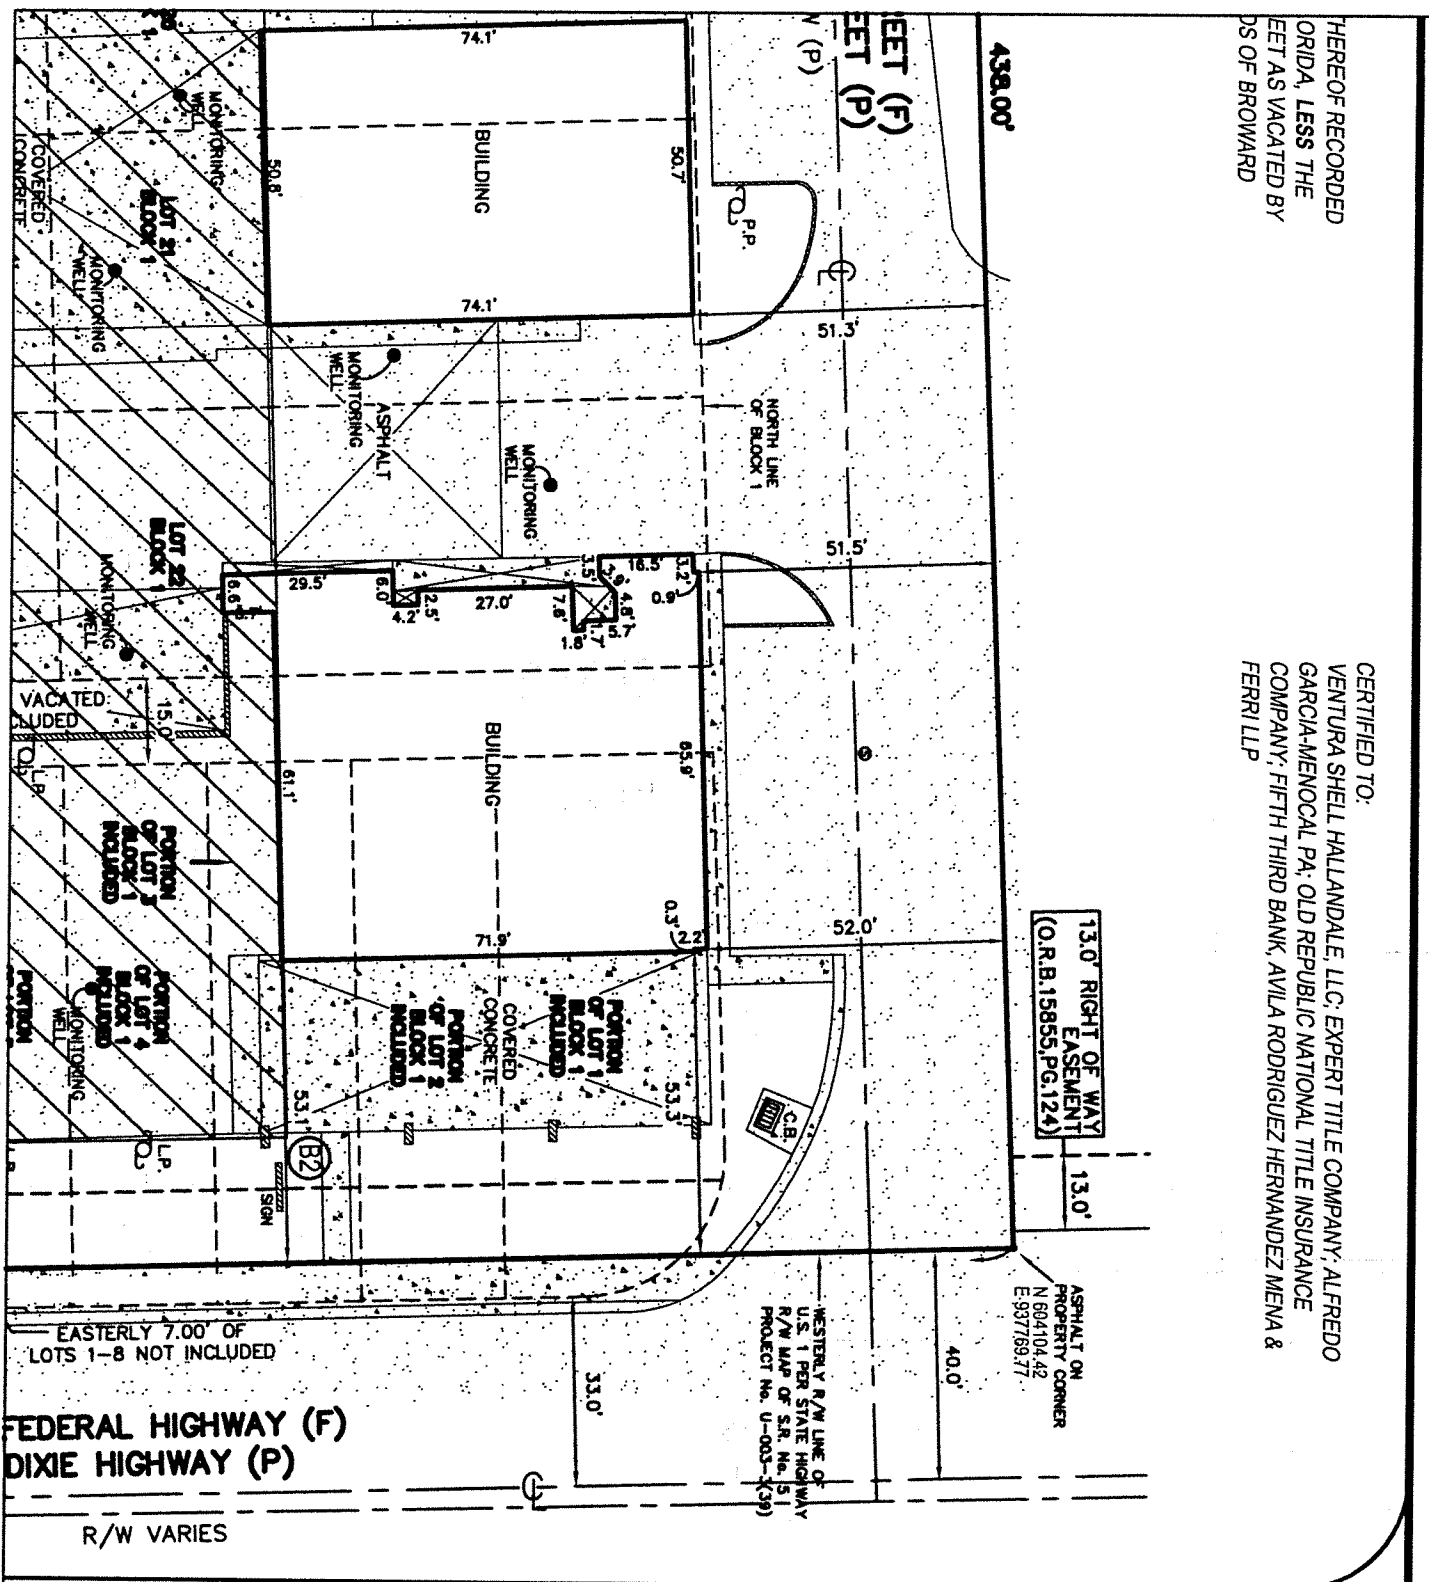 THEREOF RECORDED
ORIDA, LESS THE
EET AS VACATED BY
DS OF BROWARD
CERTIFIED TO:
VENTURA SHELL HALLANDALE, LLC; EXPERT TITLE COMPANY; ALFREDO
GARCIA-MENOCAL PA; OLD REPUBLIC NATIONAL TITLE INSURANCE
COMPANY; FIFTH THIRD BANK, AVILA RODRIGUEZ HERNANDEZ MENA &
FERRI LLP
438.00'
EET (F)
EET (P)
(P)
13.0' RIGHT OF WAY
EASEMENT
(O.R.B.15855,PG.124)
13.0'
ASPHALT ON
PROPERTY CORNER
N 604104.42
E 937769.77
40.0'
WESTERLY R/W LINE OF
U.S. 1 PER STATE HIGHWAY
R/W MAP OF S.R. No. 5
PROJECT No. U-003-3(39)
33.0'
P.P.
51.3'
51.5'
52.0'
NORTH LINE
OF BLOCK 1
74.1'
50.7'
BUILDING
50.8'
74.1'
MONITORING
WELL
LOT 21
BLOCK 1
COVERED
CONCRETE
MONITORING
WELL
MONITORING
WELL
ASPHALT
MONITORING
WELL
3.2'
0.9'
16.5'
3.5'
4.8'
5.7'
1.7'
1.8'
7.6'
27.0'
2.5'
4.2'
6.0'
29.5'
6.6'
LOT 22
BLOCK 1
MONITORING
WELL
VACATED
CLUDED
15.0'
L.P.
65.9'
BUILDING
61.1'
0.3'
2.2'
71.9'
PORTION
OF LOT 3
BLOCK 1
INCLUDED
PORTION
OF LOT 4
BLOCK 1
INCLUDED
PORTION
MONITORING
WELL
PORTION
OF LOT 1
BLOCK 1
INCLUDED
COVERED
CONCRETE
PORTION
OF LOT 2
BLOCK 1
INCLUDED
53.3'
53.1'
C.B.
B2
L.P.
SIGN
EASTERLY 7.00' OF
LOTS 1-8 NOT INCLUDED
FEDERAL HIGHWAY (F)
DIXIE HIGHWAY (P)
R/W VARIES